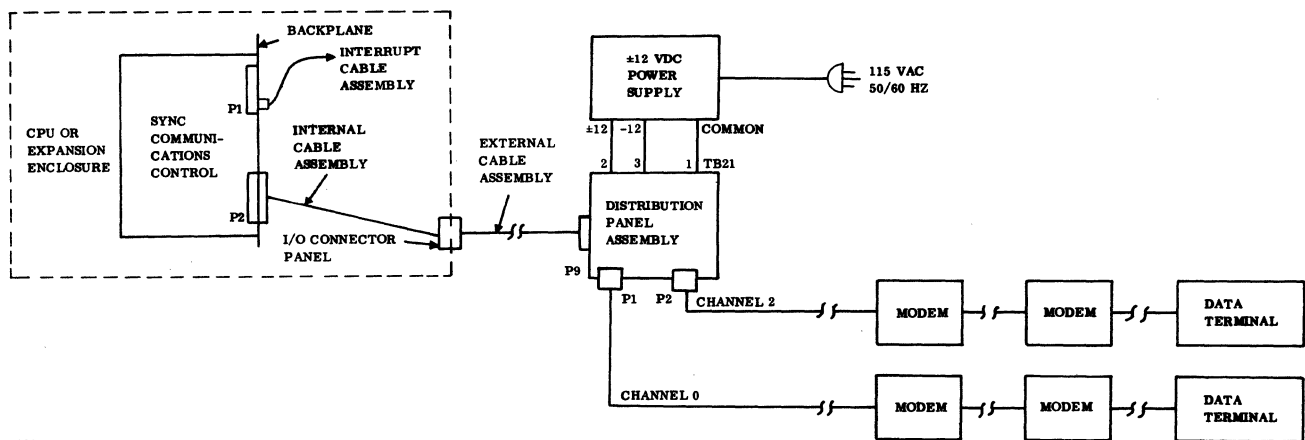 BACKPLANE
INTERRUPT
CABLE
ASSEMBLY
P1
CPU OR
EXPANSION
ENCLOSURE
SYNC
COMMUNI-
CATIONS
CONTROL
INTERNAL
CABLE
ASSEMBLY
P2
I/O CONNECTOR
PANEL
EXTERNAL
CABLE
ASSEMBLY
±12 VDC
POWER
SUPPLY
115 VAC
50/60 HZ
±12 -12 COMMON
2 3 1 TB21
DISTRIBUTION
PANEL
ASSEMBLY
P9
P1 P2
CHANNEL 2
MODEM MODEM DATA
TERMINAL
CHANNEL 0
MODEM MODEM DATA
TERMINAL